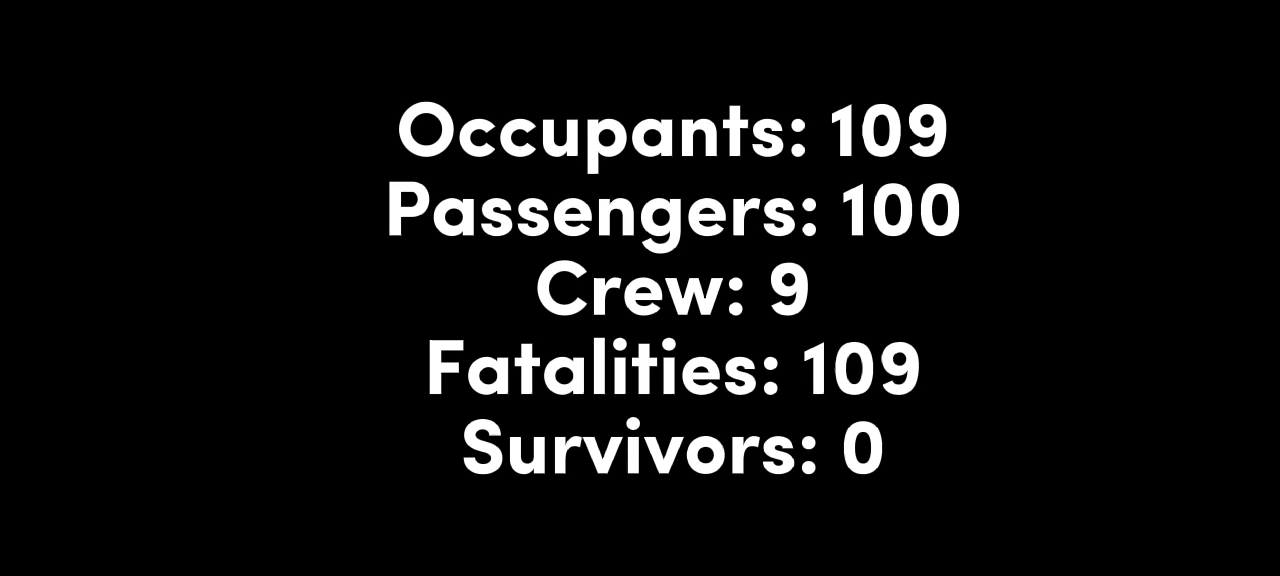 Occupants: 109
Passengers: 100
Crew: 9
Fatalities: 109
Survivors: 0